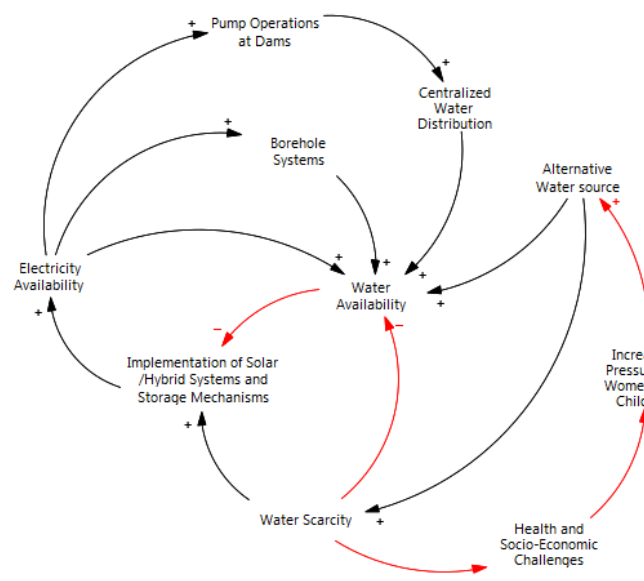 Pump Operations
at Dams
Centralized
Water
Distribution
Borehole
Systems
Alternative
Water source
Electricity
Availability
Water
Availability
Implementation of Solar
/Hybrid Systems and
Storage Mechanisms
Water Scarcity
Health and
Socio-Economic
Challenges
+
+
+
+
+
+
+
+
+
+
+
+
–
–